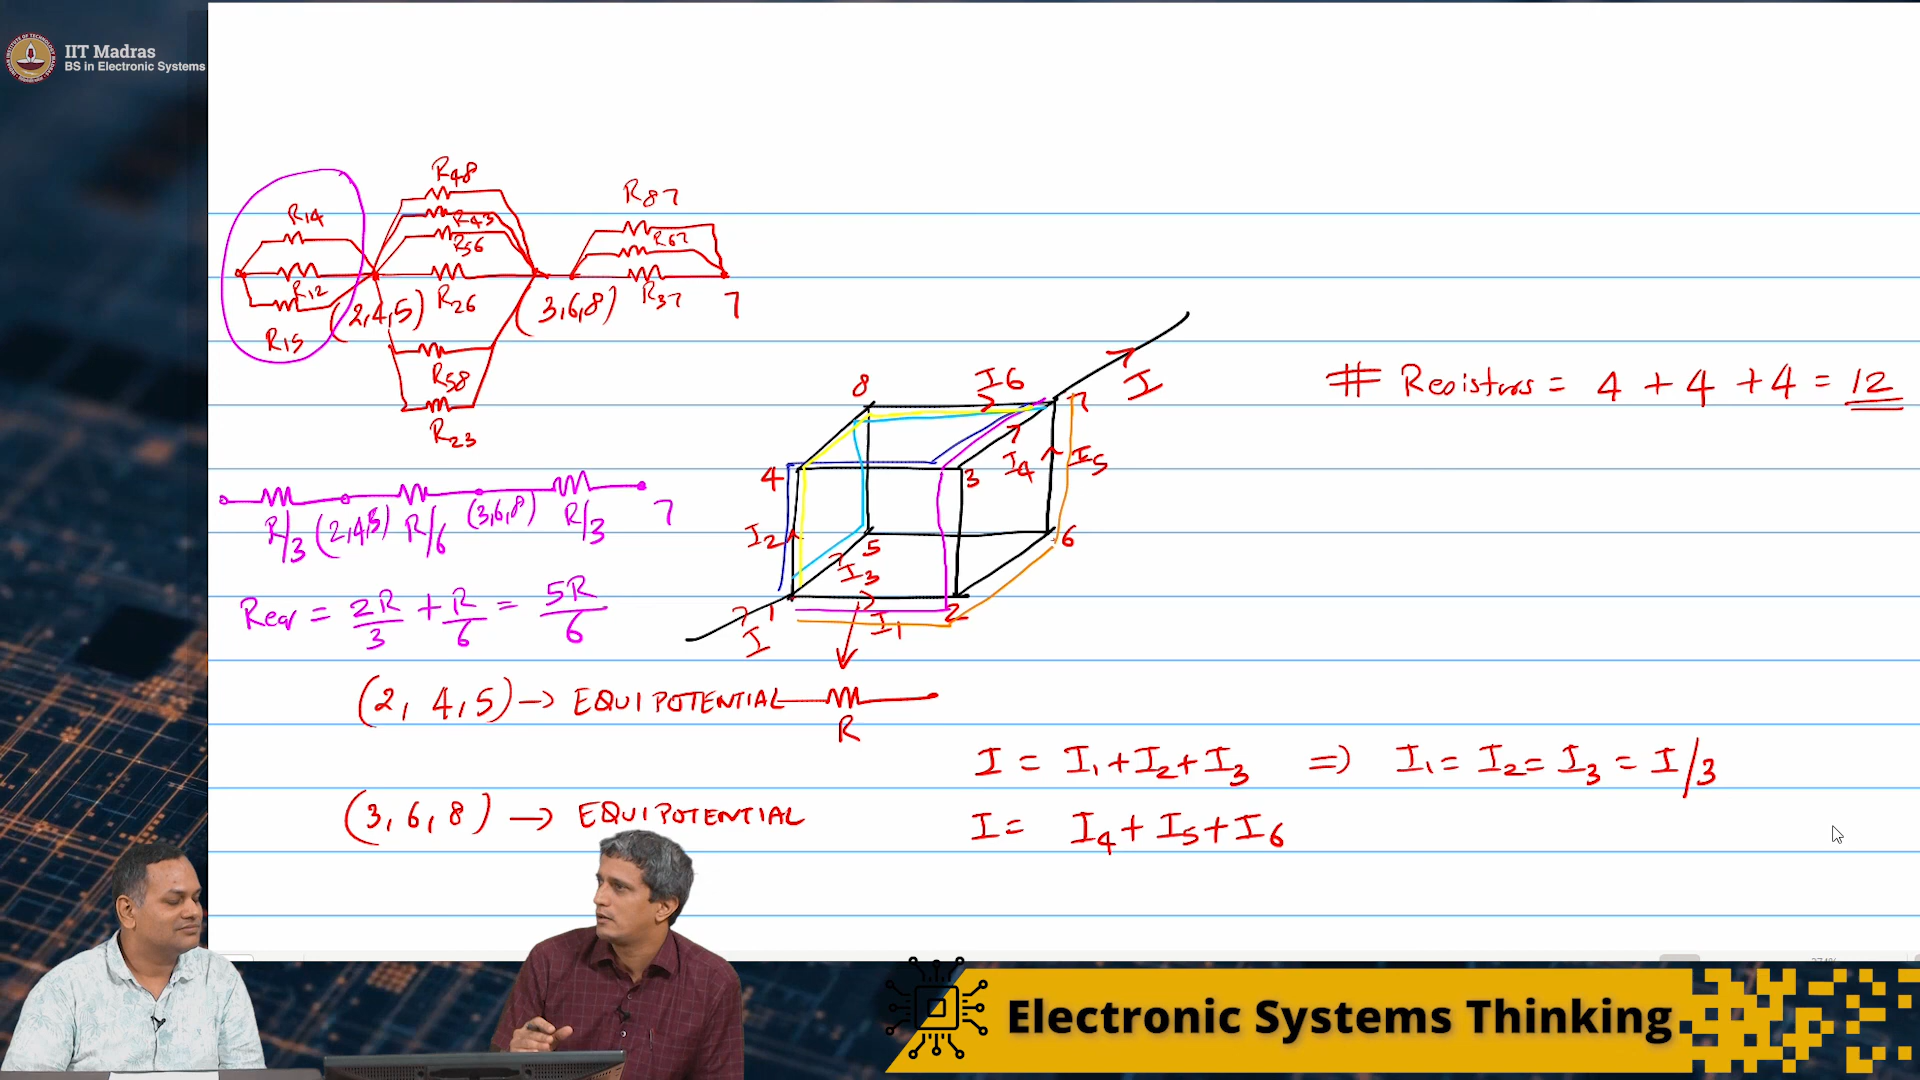 IIT Madras
BS in Electronic Systems
R48
R14
R43
R56
R12
R26
R15
(2,4,5)
R58
R23
(3,6,8)
R87
R67
R37
7
R/3 (2,4,5) R/6 (3,6,8) R/3 7
Req = 2R/3 + R/6 = 5R/6
8 I6 7 I
4 3 I4 I5
I2 5 6
I3
I 1 I1 2
# Resistors = 4 + 4 + 4 = 12
(2, 4, 5) → EQUIPOTENTIAL
R
(3, 6, 8) → EQUIPOTENTIAL
I = I1 + I2 + I3 ⇒ I1 = I2 = I3 = I/3
I = I4 + I5 + I6
Electronic Systems Thinking